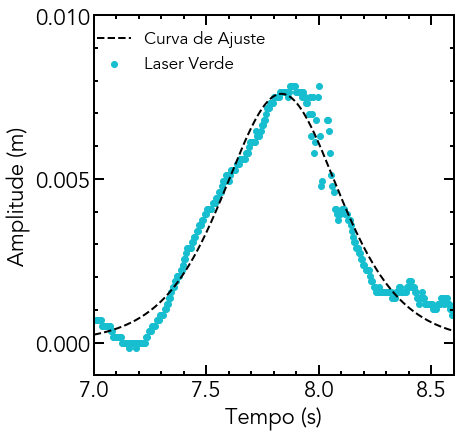 0.010
Curva de Ajuste
Laser Verde
Amplitude (m)
0.005
0.000
7.0 7.5 8.0 8.5
Tempo (s)